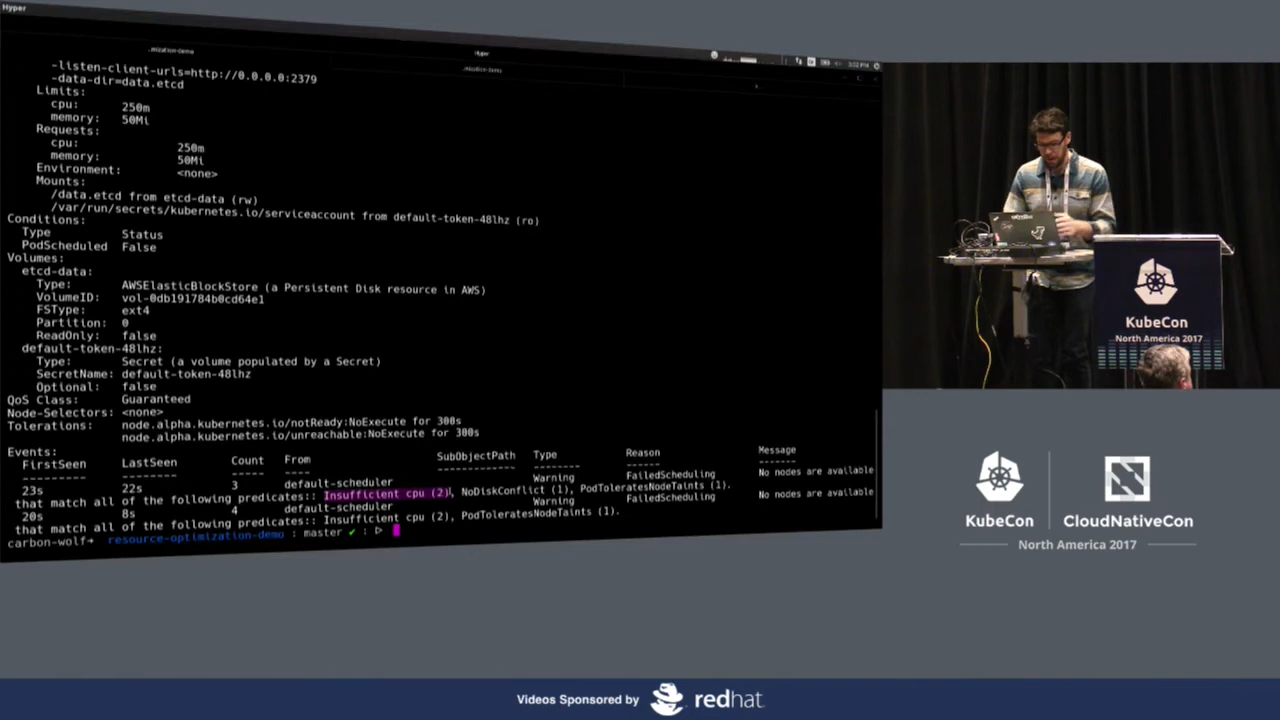 Hyper
..mization-demo
Hyper
..mization-demo
3:02 PM
-listen-client-urls=http://0.0.0.0:2379
-data-dir=data.etcd
Limits:
cpu: 250m
memory: 50Mi
Requests:
cpu: 250m
memory: 50Mi
Environment: <none>
Mounts:
/data.etcd from etcd-data (rw)
/var/run/secrets/kubernetes.io/serviceaccount from default-token-48lhz (ro)
Conditions:
Type Status
PodScheduled False
Volumes:
etcd-data:
Type: AWSElasticBlockStore (a Persistent Disk resource in AWS)
VolumeID: vol-0db191784b0cd64e1
FSType: ext4
Partition: 0
ReadOnly: false
default-token-48lhz:
Type: Secret (a volume populated by a Secret)
SecretName: default-token-48lhz
Optional: false
QoS Class: Guaranteed
Node-Selectors: <none>
Tolerations: node.alpha.kubernetes.io/notReady:NoExecute for 300s
node.alpha.kubernetes.io/unreachable:NoExecute for 300s
Events:
FirstSeen LastSeen Count From SubObjectPath Type Reason Message
--------- -------- ----- ---- ------------- -------- ------ -------
23s 22s 3 default-scheduler Warning FailedScheduling No nodes are available
that match all of the following predicates:: Insufficient cpu (2), NoDiskConflict (1), PodToleratesNodeTaints (1).
20s 8s 4 default-scheduler Warning FailedScheduling No nodes are available
that match all of the following predicates:: Insufficient cpu (2), PodToleratesNodeTaints (1).
carbon-wolf➜ resource-optimization-demo : master ✔ : ▷
KubeCon
North America 2017
KubeCon
CloudNativeCon
North America 2017
Videos Sponsored by
redhat